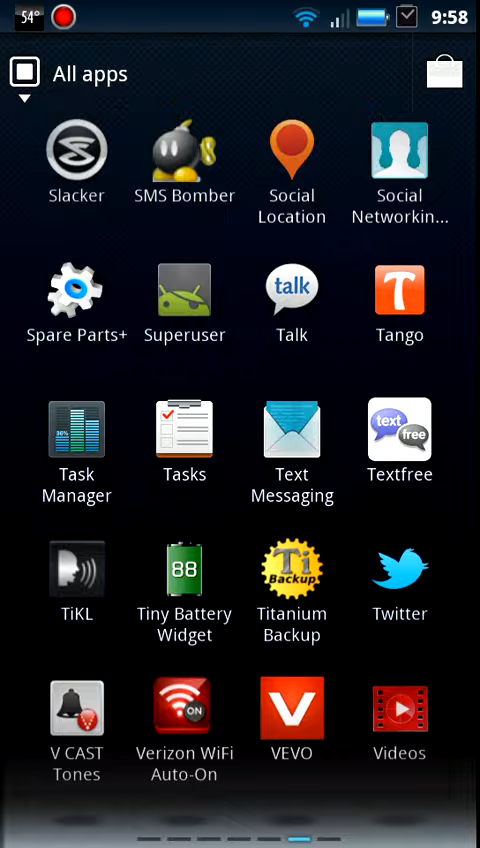 54°
9:58
All apps
Slacker
SMS Bomber
Social
Location
Social
Networkin...
Spare Parts+
Superuser
talk
Talk
Tango
36%
Task
Manager
Tasks
Text
Messaging
text
free
Textfree
TiKL
88
Tiny Battery
Widget
Ti
Backup
Titanium
Backup
Twitter
V CAST
Tones
ON
Verizon WiFi
Auto-On
VEVO
Videos